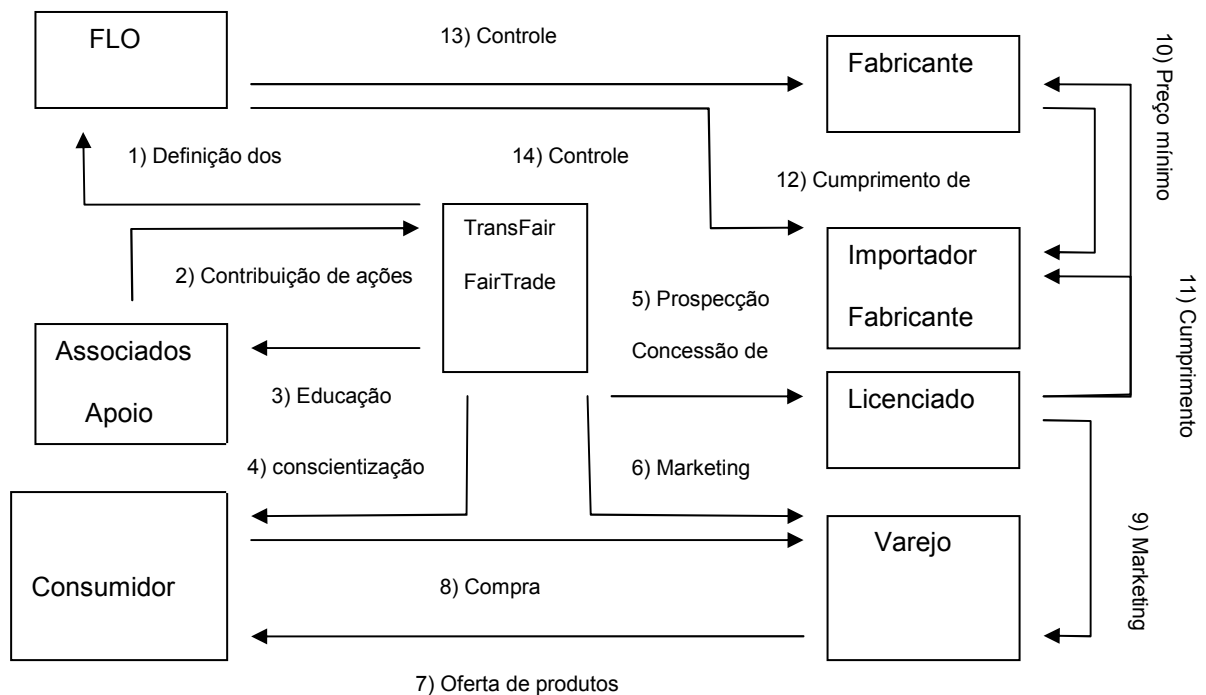 FLO
13) Controle
Fabricante
10) Preço mínimo
1) Definição dos
14) Controle
12) Cumprimento de
TransFair
FairTrade
Importador
Fabricante
2) Contribuição de ações
5) Prospecção
Concessão de
11) Cumprimento
Associados
Apoio
3) Educação
Licenciado
4) conscientização
6) Marketing
9) Marketing
Varejo
Consumidor
8) Compra
7) Oferta de produtos